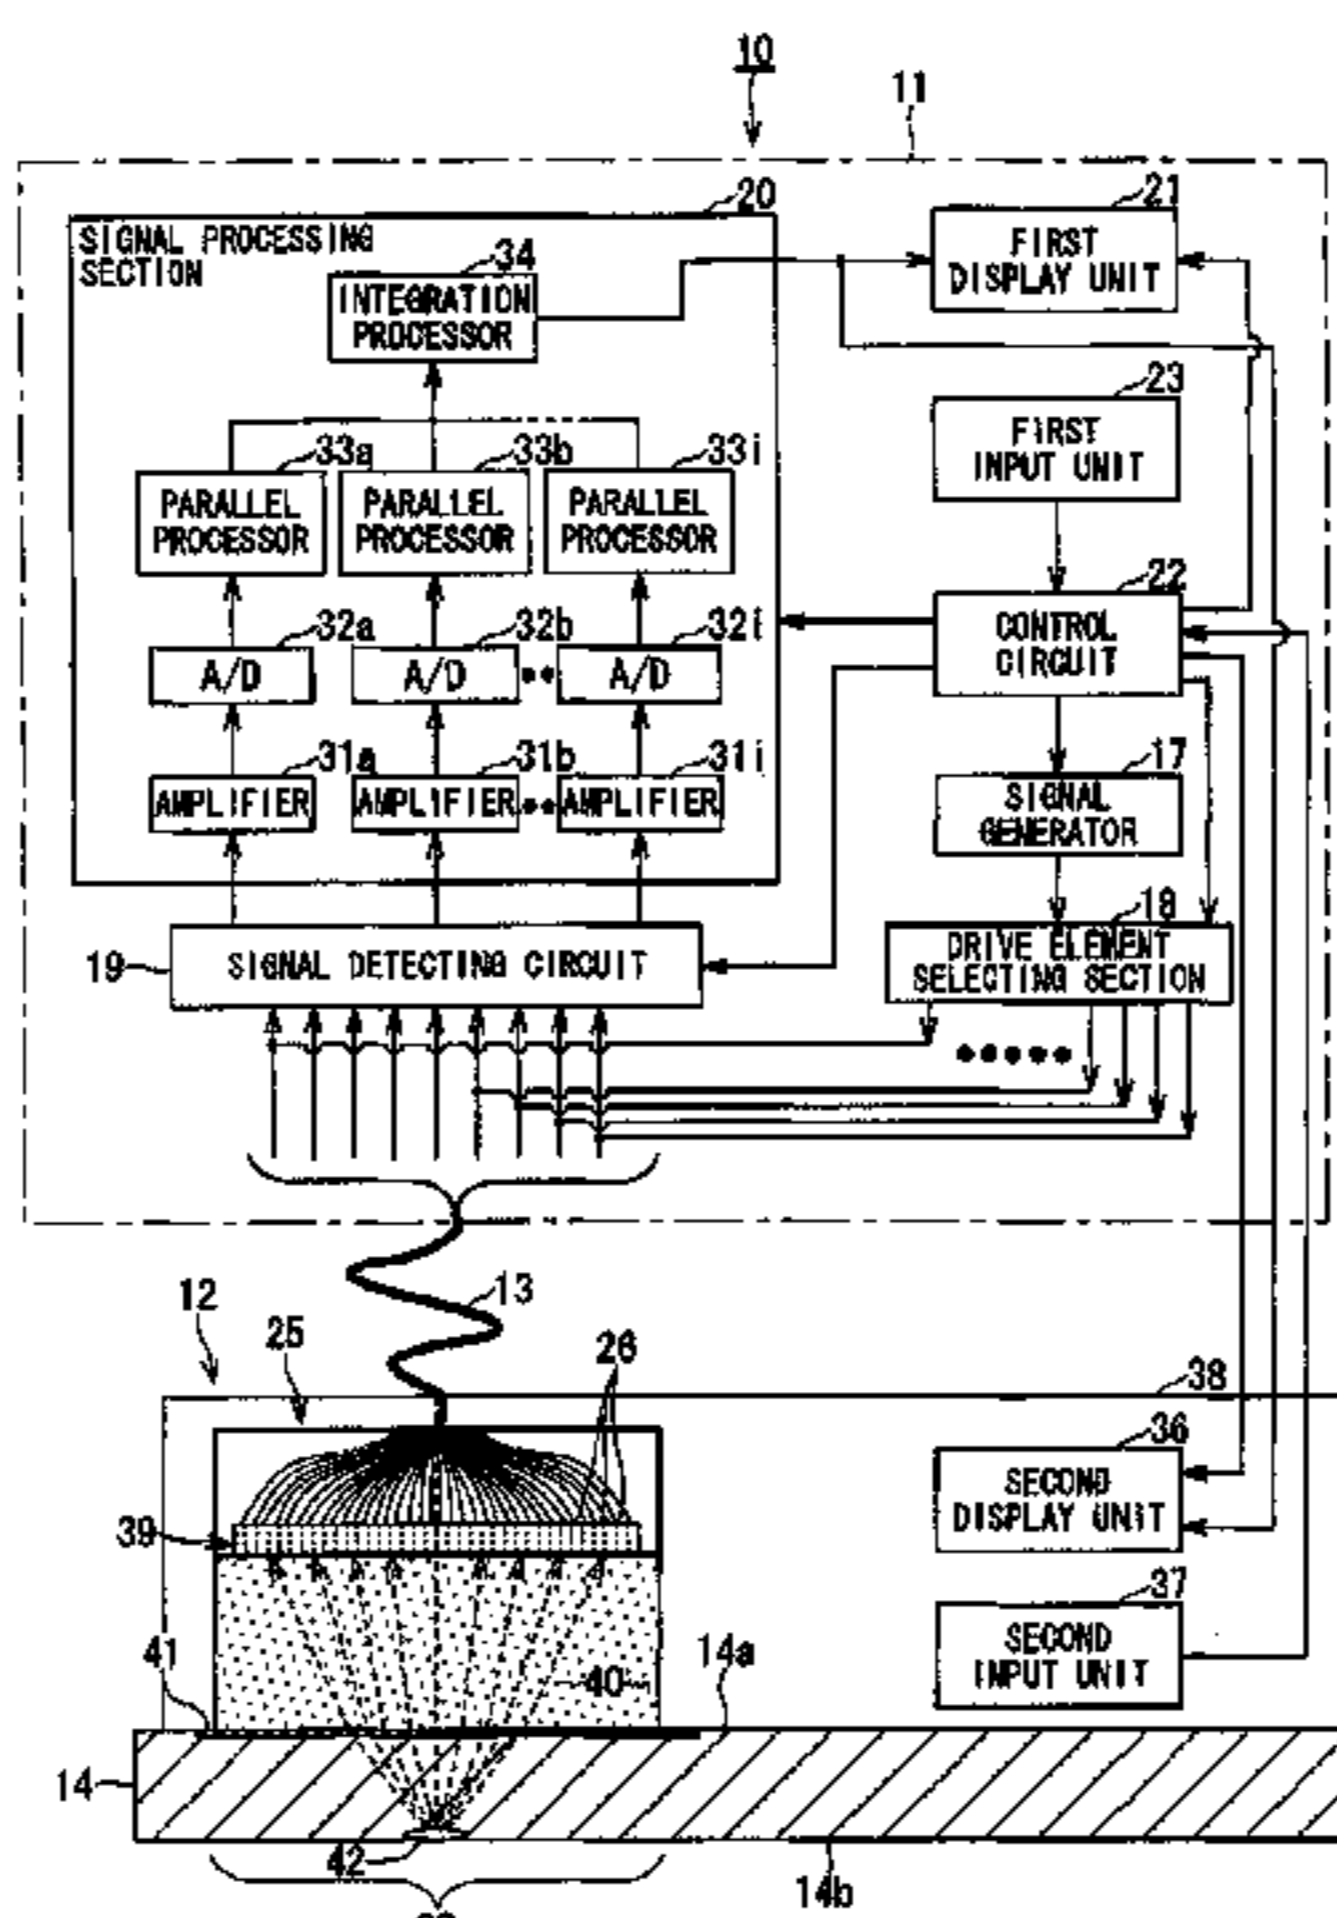 10
11
20
21
SIGNAL PROCESSING
SECTION
34
FIRST
DISPLAY UNIT
INTEGRATION
PROCESSOR
23
FIRST
INPUT UNIT
33a
33b
33i
PARALLEL
PROCESSOR
PARALLEL
PROCESSOR
PARALLEL
PROCESSOR
22
CONTROL
CIRCUIT
32a
32b
32i
A/D
A/D
A/D
17
31a
31b
31i
SIGNAL
GENERATOR
AMPLIFIER
AMPLIFIER
AMPLIFIER
18
19
SIGNAL DETECTING CIRCUIT
DRIVE ELEMENT
SELECTING SECTION
13
12
25
26
38
36
SECOND
DISPLAY UNIT
39
37
SECOND
INPUT UNIT
41
40
14a
14
42
14b